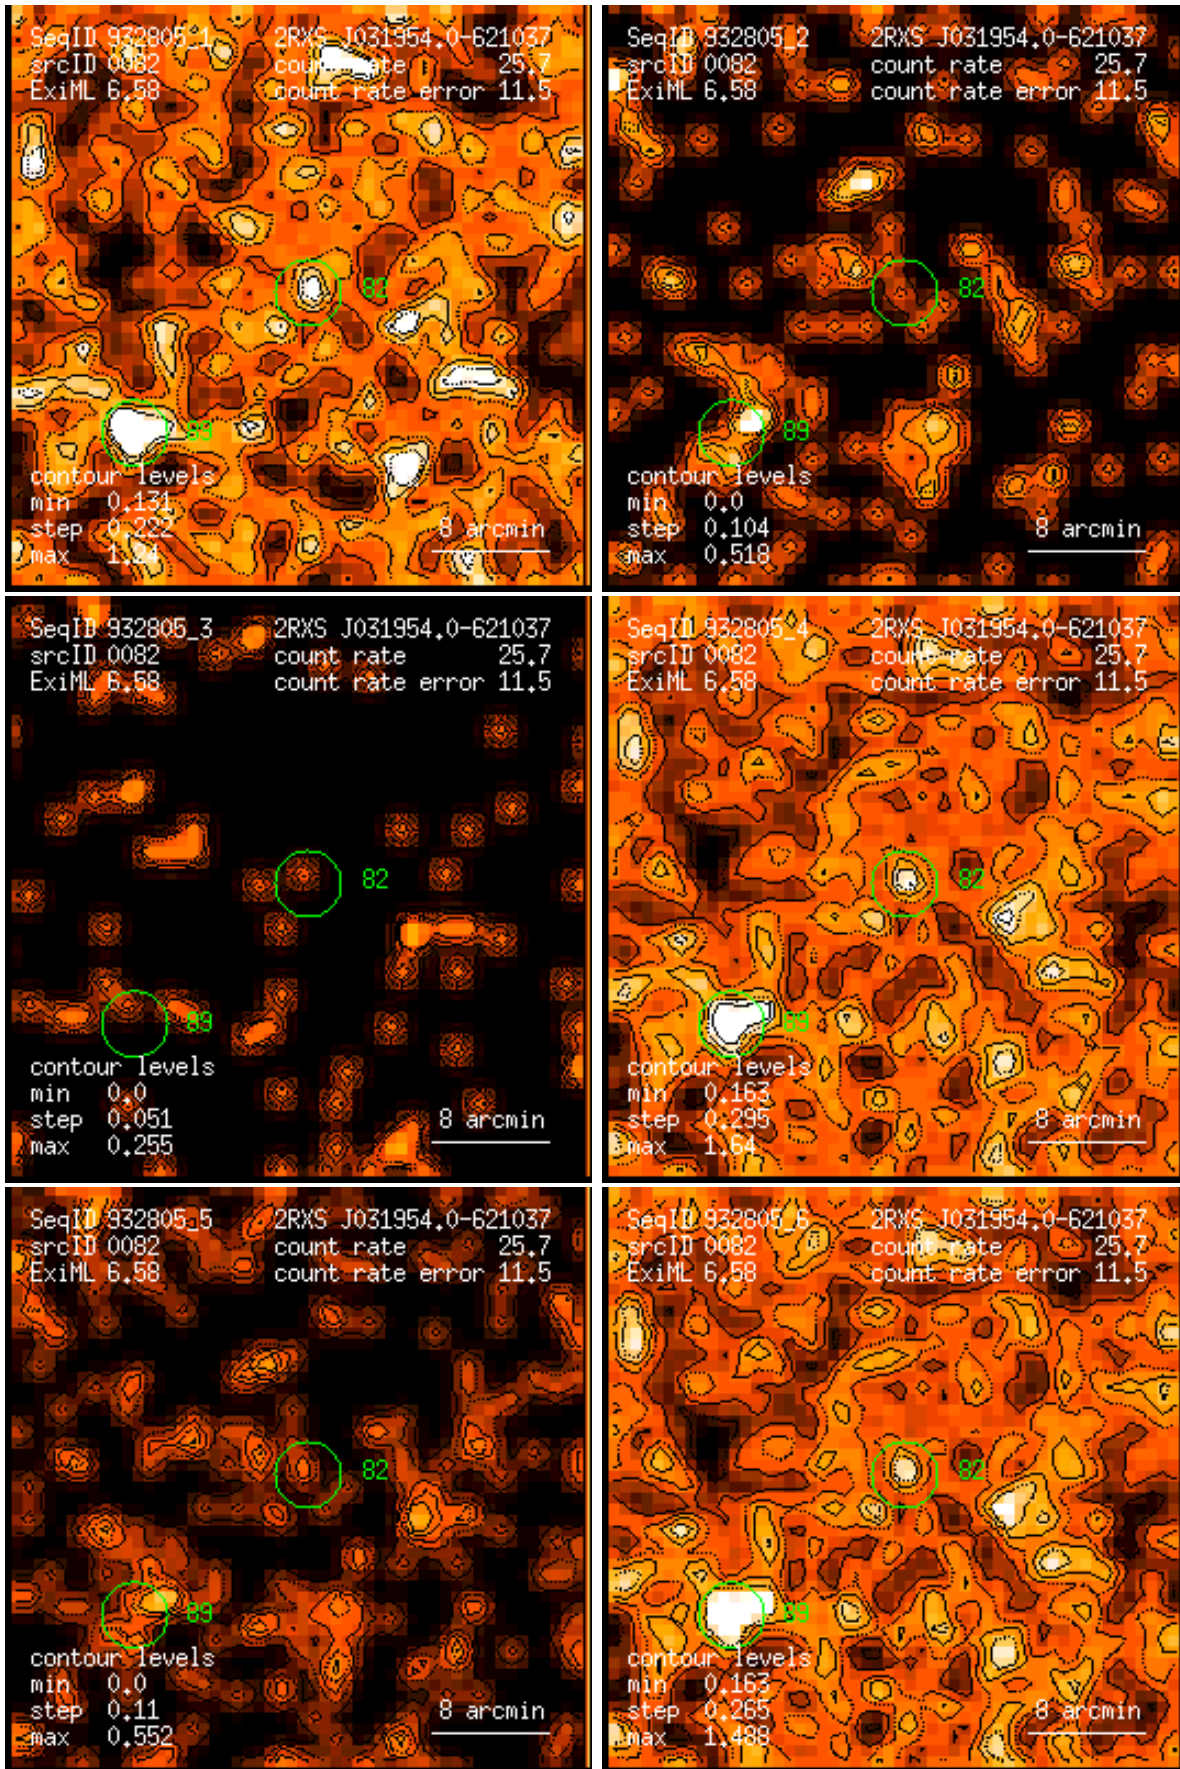 SeqID 932805_1 2RXS J031954.0-621037
srcID 0082 count rate 25.7
ExiML 6.58 count rate error 11.5
82
89
contour levels
min 0.131
step 0.222
max 1.24
8 arcmin
SeqID 932805_2 2RXS J031954.0-621037
srcID 0082 count rate 25.7
ExiML 6.58 count rate error 11.5
82
89
contour levels
min 0.0
step 0.104
max 0.518
8 arcmin
SeqID 932805_3 2RXS J031954.0-621037
srcID 0082 count rate 25.7
ExiML 6.58 count rate error 11.5
82
89
contour levels
min 0.0
step 0.051
max 0.255
8 arcmin
SeqID 932805_4 2RXS J031954.0-621037
srcID 0082 count rate 25.7
ExiML 6.58 count rate error 11.5
82
89
contour levels
min 0.163
step 0.295
max 1.64
8 arcmin
SeqID 932805_5 2RXS J031954.0-621037
srcID 0082 count rate 25.7
ExiML 6.58 count rate error 11.5
82
89
contour levels
min 0.0
step 0.11
max 0.552
8 arcmin
SeqID 932805_6 2RXS J031954.0-621037
srcID 0082 count rate 25.7
ExiML 6.58 count rate error 11.5
82
89
contour levels
min 0.163
step 0.265
max 1.488
8 arcmin